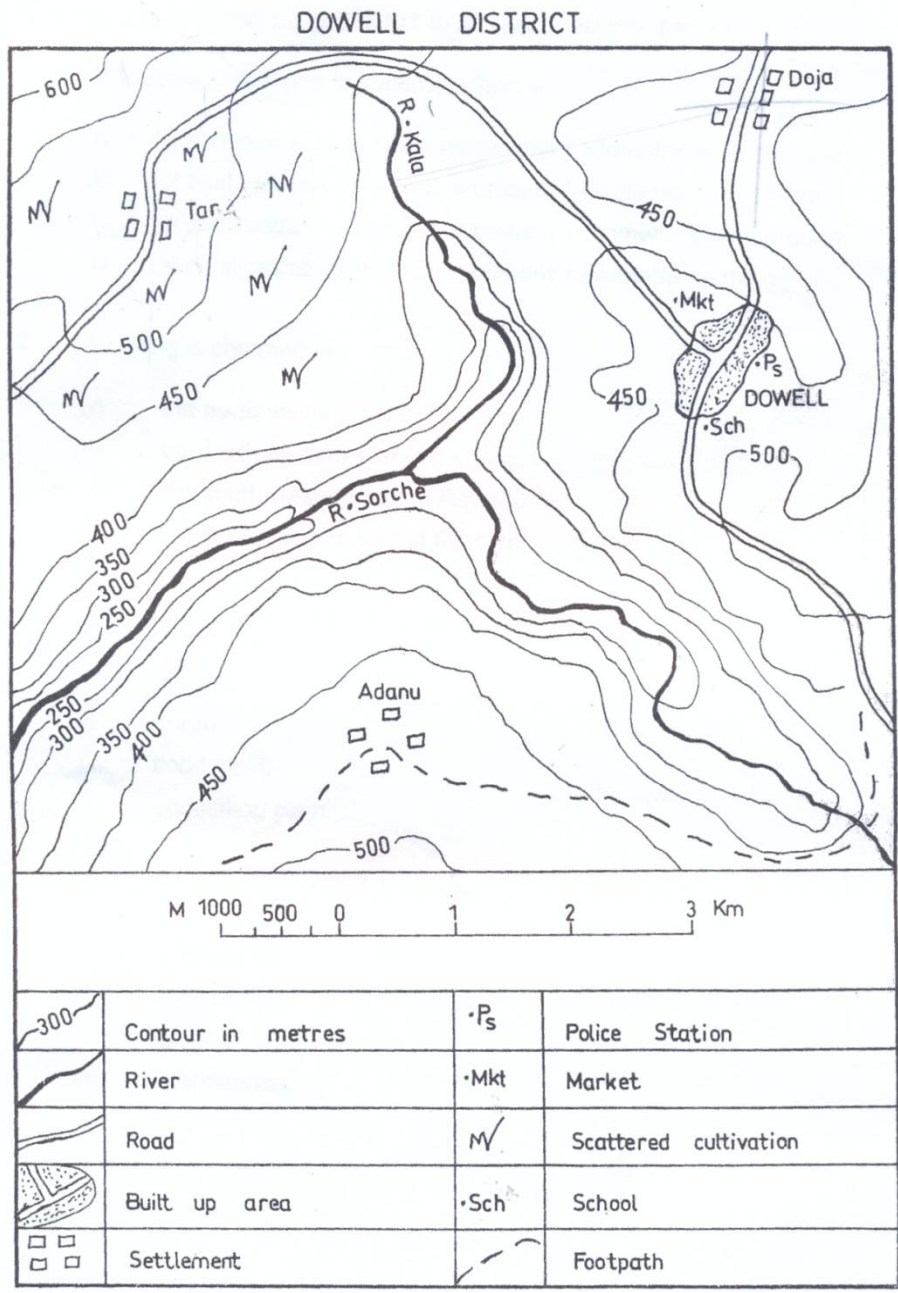 DOWELL DISTRICT
600
R. Kala
Doja
Tar
450
Mkt
500
450
Ps
450
DOWELL
Sch
500
R. Sorche
400
350
300
250
250
300
350
400
450
Adanu
500
M 1000 500 0 1 2 3 Km
300 Contour in metres
Ps Police Station
River
Mkt Market
Road
Scattered cultivation
Built up area
Sch School
Settlement
Footpath